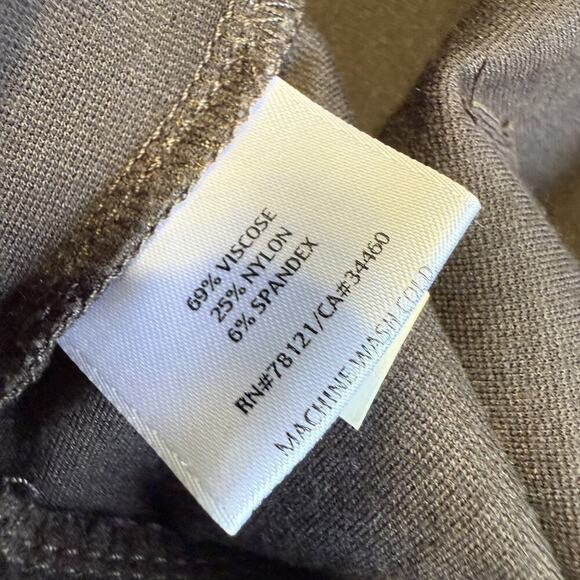 69% VISCOSE
25% NYLON
6% SPANDEX
RN#78121/CA#34460
MACHINE WASH COLD